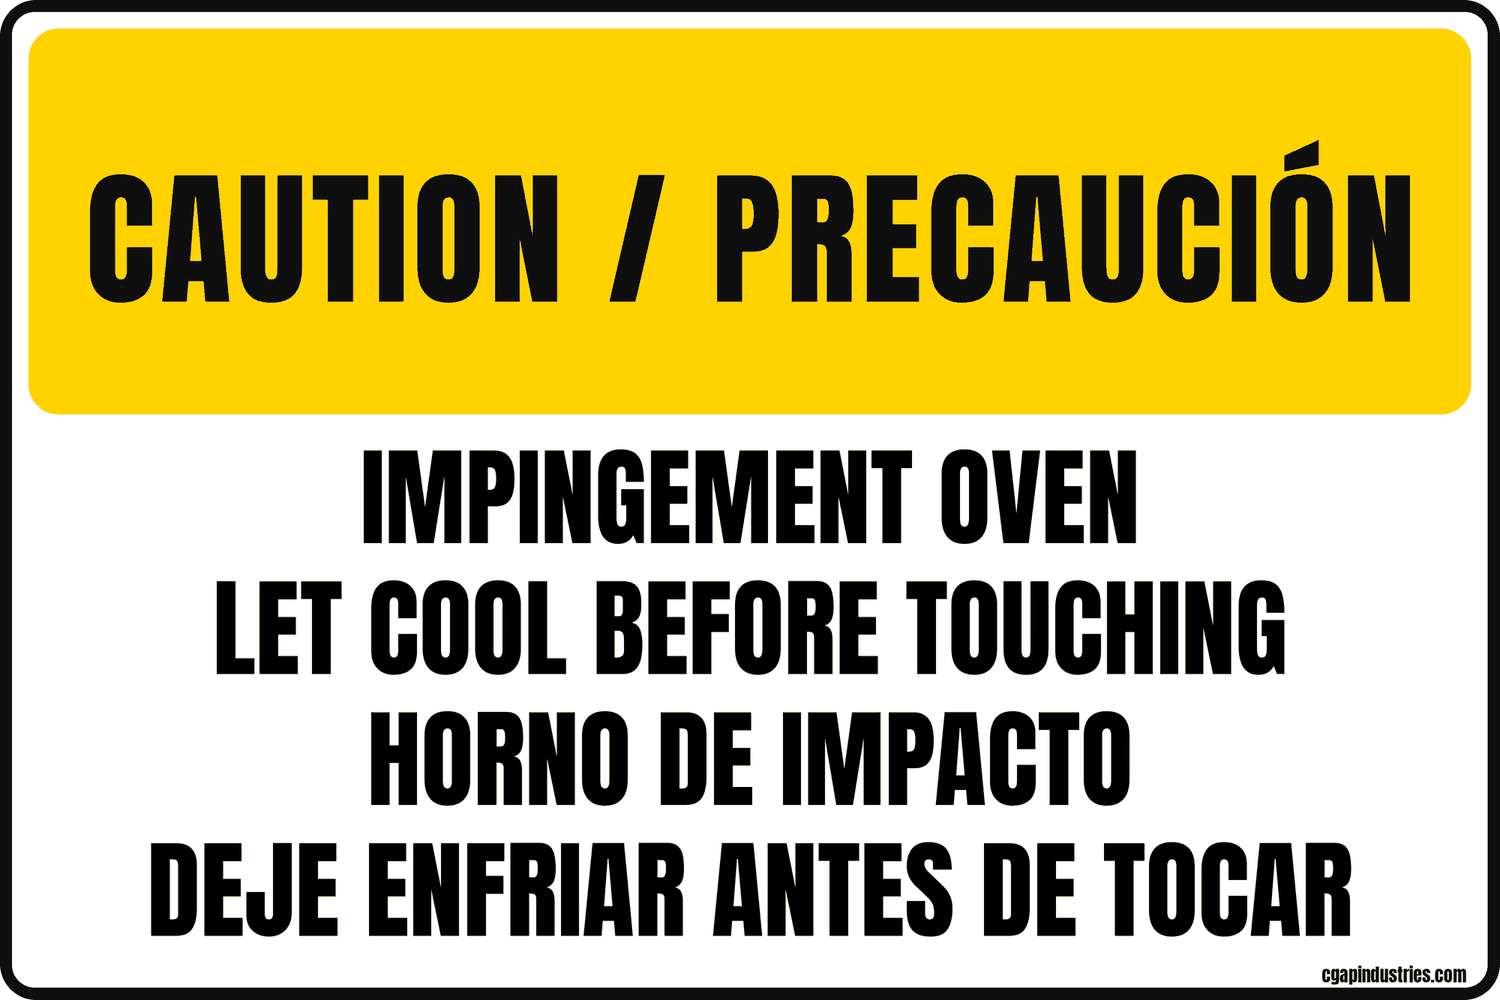 CAUTION / PRECAUCIÓN
IMPINGEMENT OVEN
LET COOL BEFORE TOUCHING
HORNO DE IMPACTO
DEJE ENFRIAR ANTES DE TOCAR
cgapindustries.com